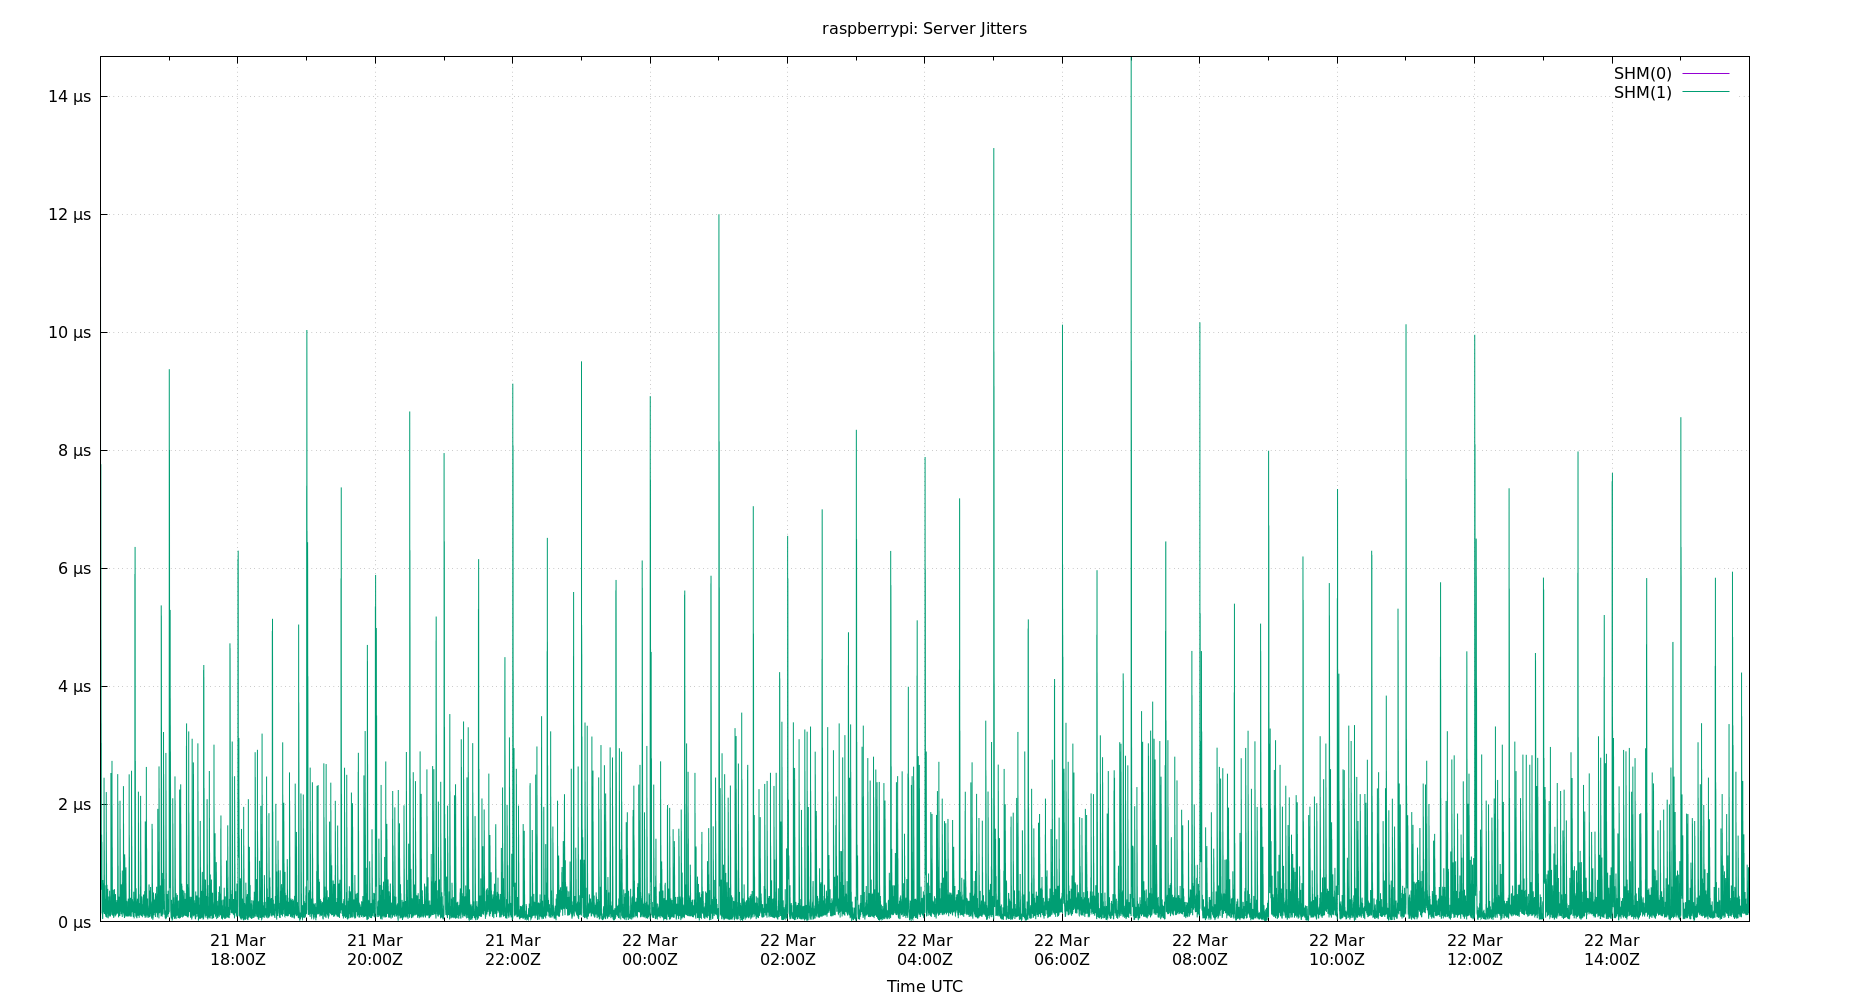 raspberrypi: Server Jitters
SHM(0)
SHM(1)
14 µs
12 µs
10 µs
8 µs
6 µs
4 µs
2 µs
0 µs
21 Mar 21 Mar 21 Mar 22 Mar 22 Mar 22 Mar 22 Mar 22 Mar 22 Mar 22 Mar 22 Mar
18:00Z 20:00Z 22:00Z 00:00Z 02:00Z 04:00Z 06:00Z 08:00Z 10:00Z 12:00Z 14:00Z
Time UTC